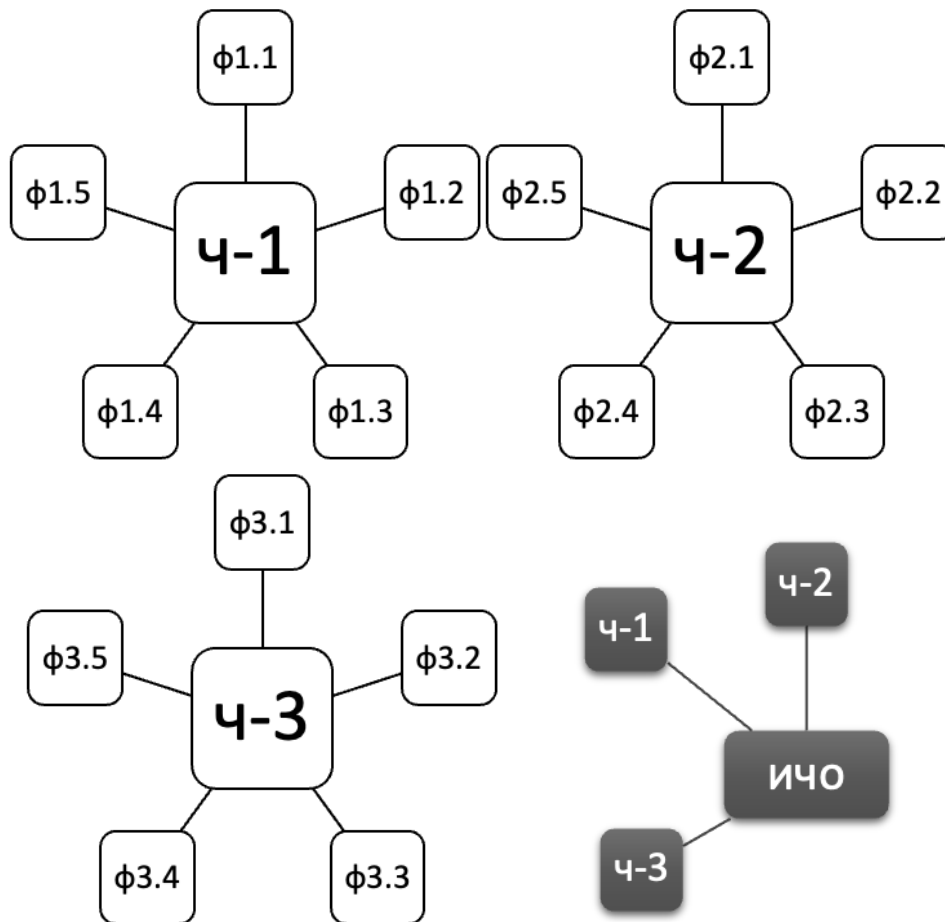 ф1.1
ф1.5
ф1.2
ч-1
ф1.4
ф1.3
ф2.1
ф2.5
ф2.2
ч-2
ф2.4
ф2.3
ф3.1
ф3.5
ф3.2
ч-3
ф3.4
ф3.3
ч-2
ч-1
ИЧО
ч-3